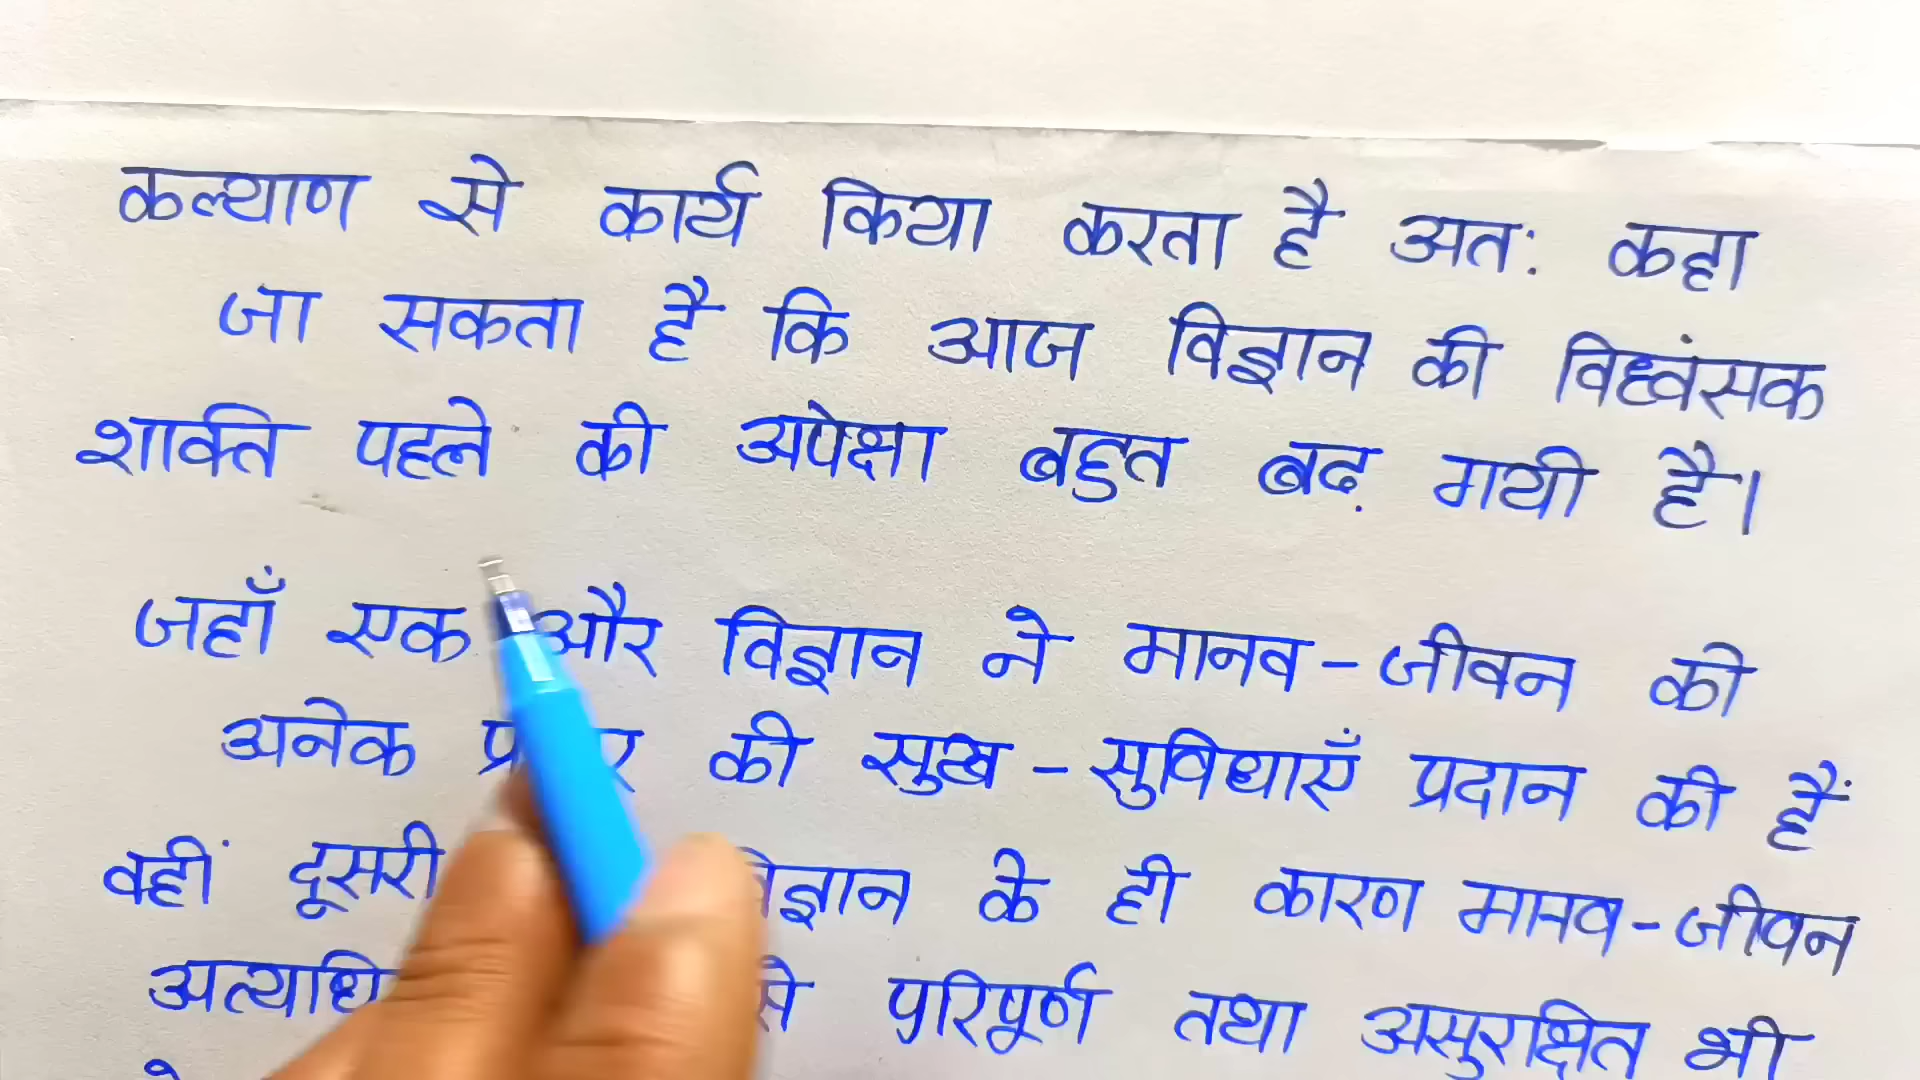 कल्याण से कार्य किया करता है अत: कहा
जा सकता है कि आज विज्ञान की विध्वंसक
शक्ति पहले की अपेक्षा बहुत बढ़ गयी है।
जहाँ एक और विज्ञान ने मानव-जीवन को
अनेक की सुख-सुविधाएँ प्रदान की हैं
वहीं दूसरी के ही कारण मानव-जीवन
से परिपूर्ण तथा असुरक्षित भी